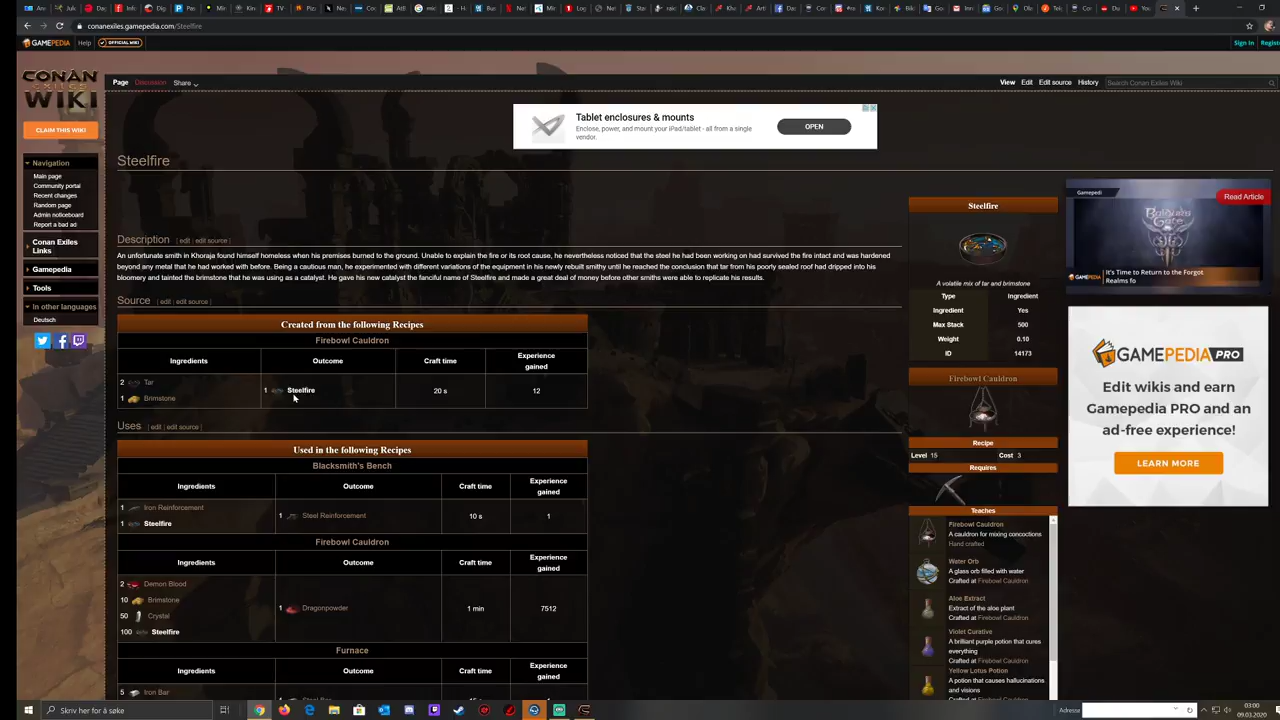 conanexiles.gamepedia.com/Steelfire
GAMEPEDIA Help OFFICIAL WIKI
Sign In Regist
CONAN EXILES WIKI
CLAIM THIS WIKI
Page Discussion Share
View Edit Edit source History Search Conan Exiles Wiki
Tablet enclosures & mounts
Enclose, power, and mount your iPad/tablet - all from a single
vendor.
OPEN
Navigation
Main page
Community portal
Recent changes
Random page
Admin noticeboard
Report a bad ad
Conan Exiles
Links
Gamepedia
Tools
In other languages
Deutsch
Steelfire
Description [ edit | edit source ]
An unfortunate smith in Khoraja found himself homeless when his premises burned to the ground. Unable to explain the fire or its root cause, he nevertheless noticed that the steel he had been working on had survived the fire intact and was hardened
beyond any metal that he had worked with before. Being a cautious man, he experimented with different variations of the equipment in his newly rebuilt smithy until he reached the conclusion that tar from his poorly sealed roof had dripped into his
bloomery and tainted the brimstone that he was using as a catalyst. He gave his new catalyst the fanciful name of Steelfire and made a great deal of money before other smiths were able to replicate his results.
Source [ edit | edit source ]
Created from the following Recipes
Firebowl Cauldron
Ingredients Outcome Craft time Experience gained
2 Tar
1 Brimstone
1 Steelfire 20 s 12
Uses [ edit | edit source ]
Used in the following Recipes
Blacksmith's Bench
Ingredients Outcome Craft time Experience gained
1 Iron Reinforcement
1 Steelfire
1 Steel Reinforcement 10 s 1
Firebowl Cauldron
Ingredients Outcome Craft time Experience gained
2 Demon Blood
10 Brimstone
50 Crystal
100 Steelfire
1 Dragonpowder 1 min 7512
Furnace
Ingredients Outcome Craft time Experience gained
5 Iron Bar
Steelfire
A volatile mix of tar and brimstone
Type Ingredient
Ingredient Yes
Max Stack 500
Weight 0.10
ID 14173
Firebowl Cauldron
Recipe
Level 15 Cost 3
Requires
Teaches
Firebowl Cauldron
A cauldron for mixing concoctions
Hand crafted
Water Orb
A glass orb filled with water
Crafted at Firebowl Cauldron
Aloe Extract
Extract of the aloe plant
Crafted at Firebowl Cauldron
Violet Curative
A brilliant purple potion that cures
everything
Crafted at Firebowl Cauldron
Yellow Lotus Potion
A potion that causes hallucinations
and visions
Gamepedi
Read Article
GAMEPEDIA
It's Time to Return to the Forgot
Realms fo
GAMEPEDIA PRO
Edit wikis and earn
Gamepedia PRO and an
ad-free experience!
LEARN MORE
Skriv her for å søke
Adresse
03:00
09.03.2020